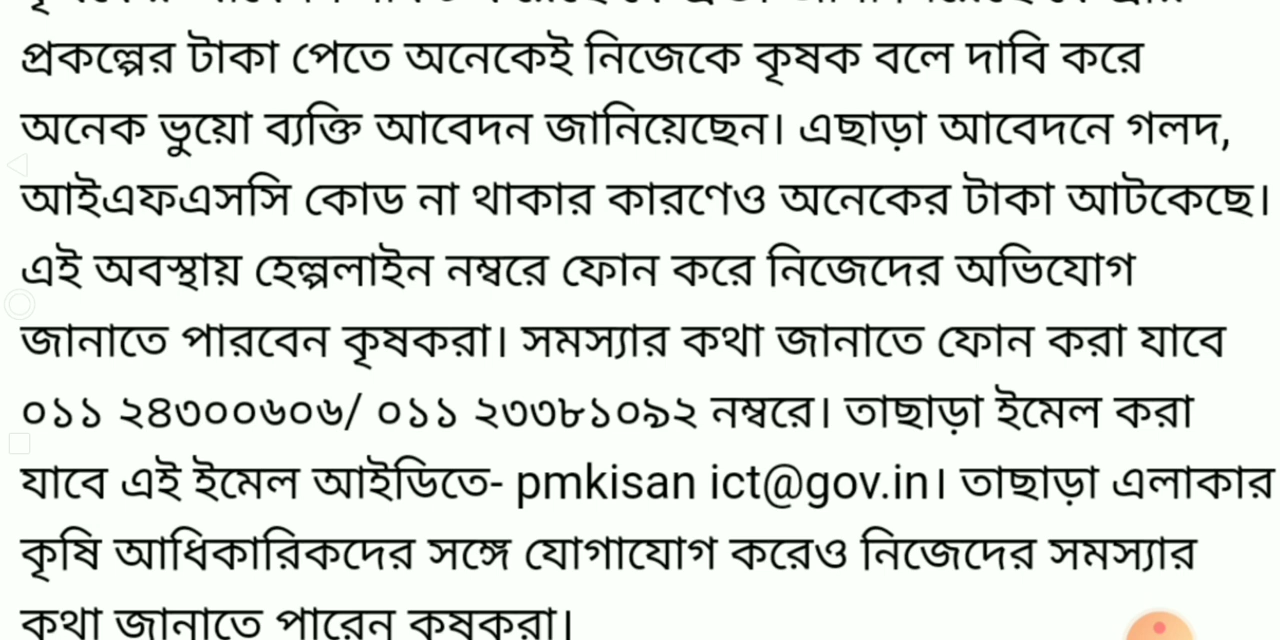 প্রকল্পের টাকা পেতে অনেকেই নিজেকে কৃষক বলে দাবি করে
অনেক ভুয়ো ব্যক্তি আবেদন জানিয়েছেন। এছাড়া আবেদনে গলদ,
আইএফএসসি কোড না থাকার কারণেও অনেকের টাকা আটকেছে।
এই অবস্থায় হেল্পলাইন নম্বরে ফোন করে নিজেদের অভিযোগ
জানাতে পারবেন কৃষকরা। সমস্যার কথা জানাতে ফোন করা যাবে
০১১ ২৪৩০০৬০৬/ ০১১ ২৩৩৮১০৯২ নম্বরে। তাছাড়া ইমেল করা
যাবে এই ইমেল আইডিতে- pmkisan ict@gov.in। তাছাড়া এলাকার
কৃষি আধিকারিকদের সঙ্গে যোগাযোগ করেও নিজেদের সমস্যার
কথা জানাতে পারেন কৃষকরা।